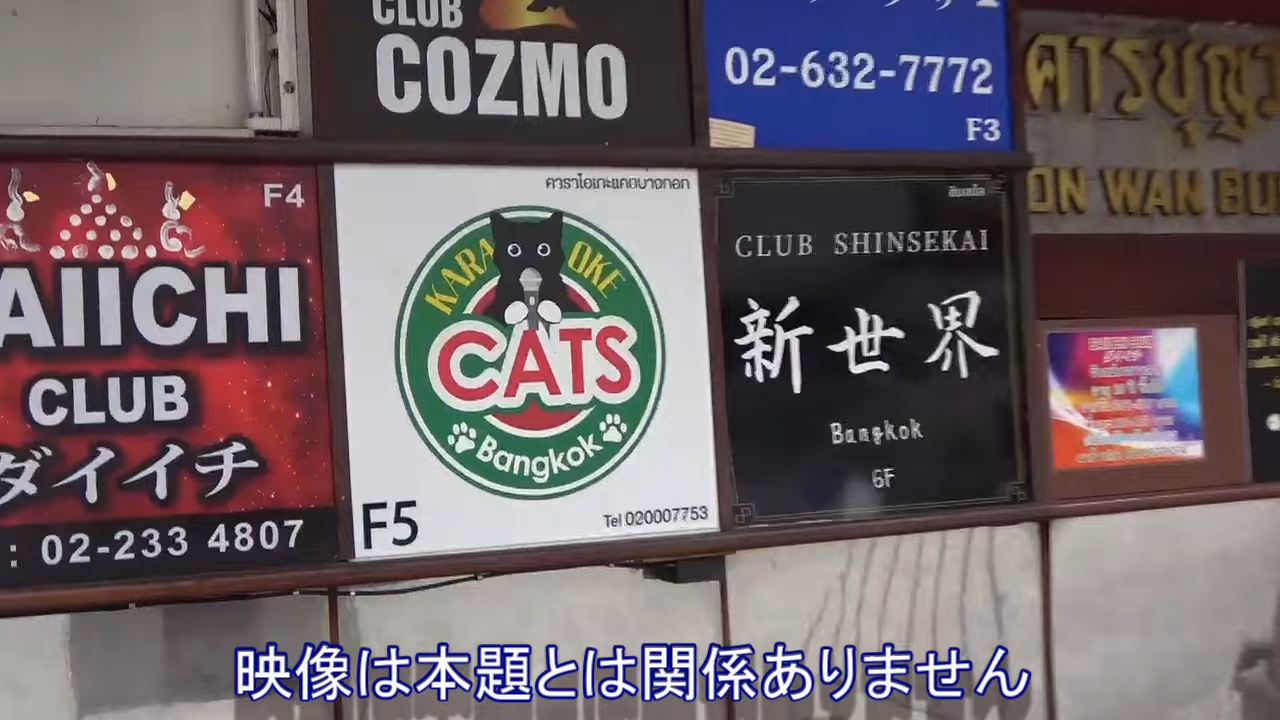 CLUB
COZMO
02-632-7772
F3
F4
AIICHI
CLUB
ダイイチ
: 02-233 4807
คาราโอเกะแคตบางกอก
KARA OKE
CATS
Bangkok
F5
Tel 020007753
CLUB SHINSEKAI
新世界
Bangkok
6F
ON WAN BU
映像は本題とは関係ありません